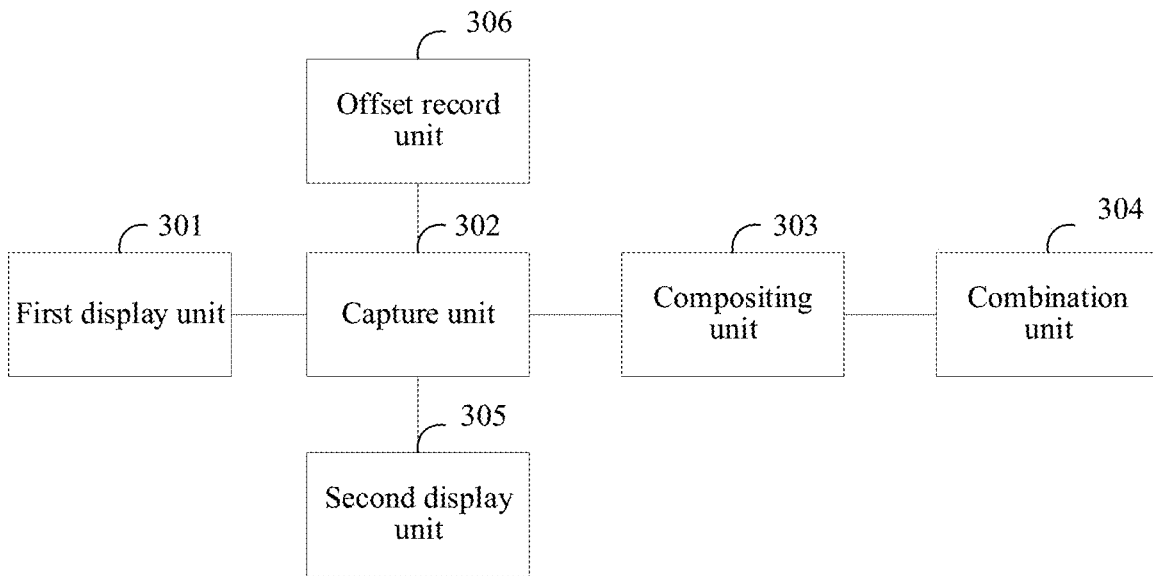 306
Offset record
unit
301
302
303
304
First display unit
Capture unit
Compositing
unit
Combination
unit
305
Second display
unit